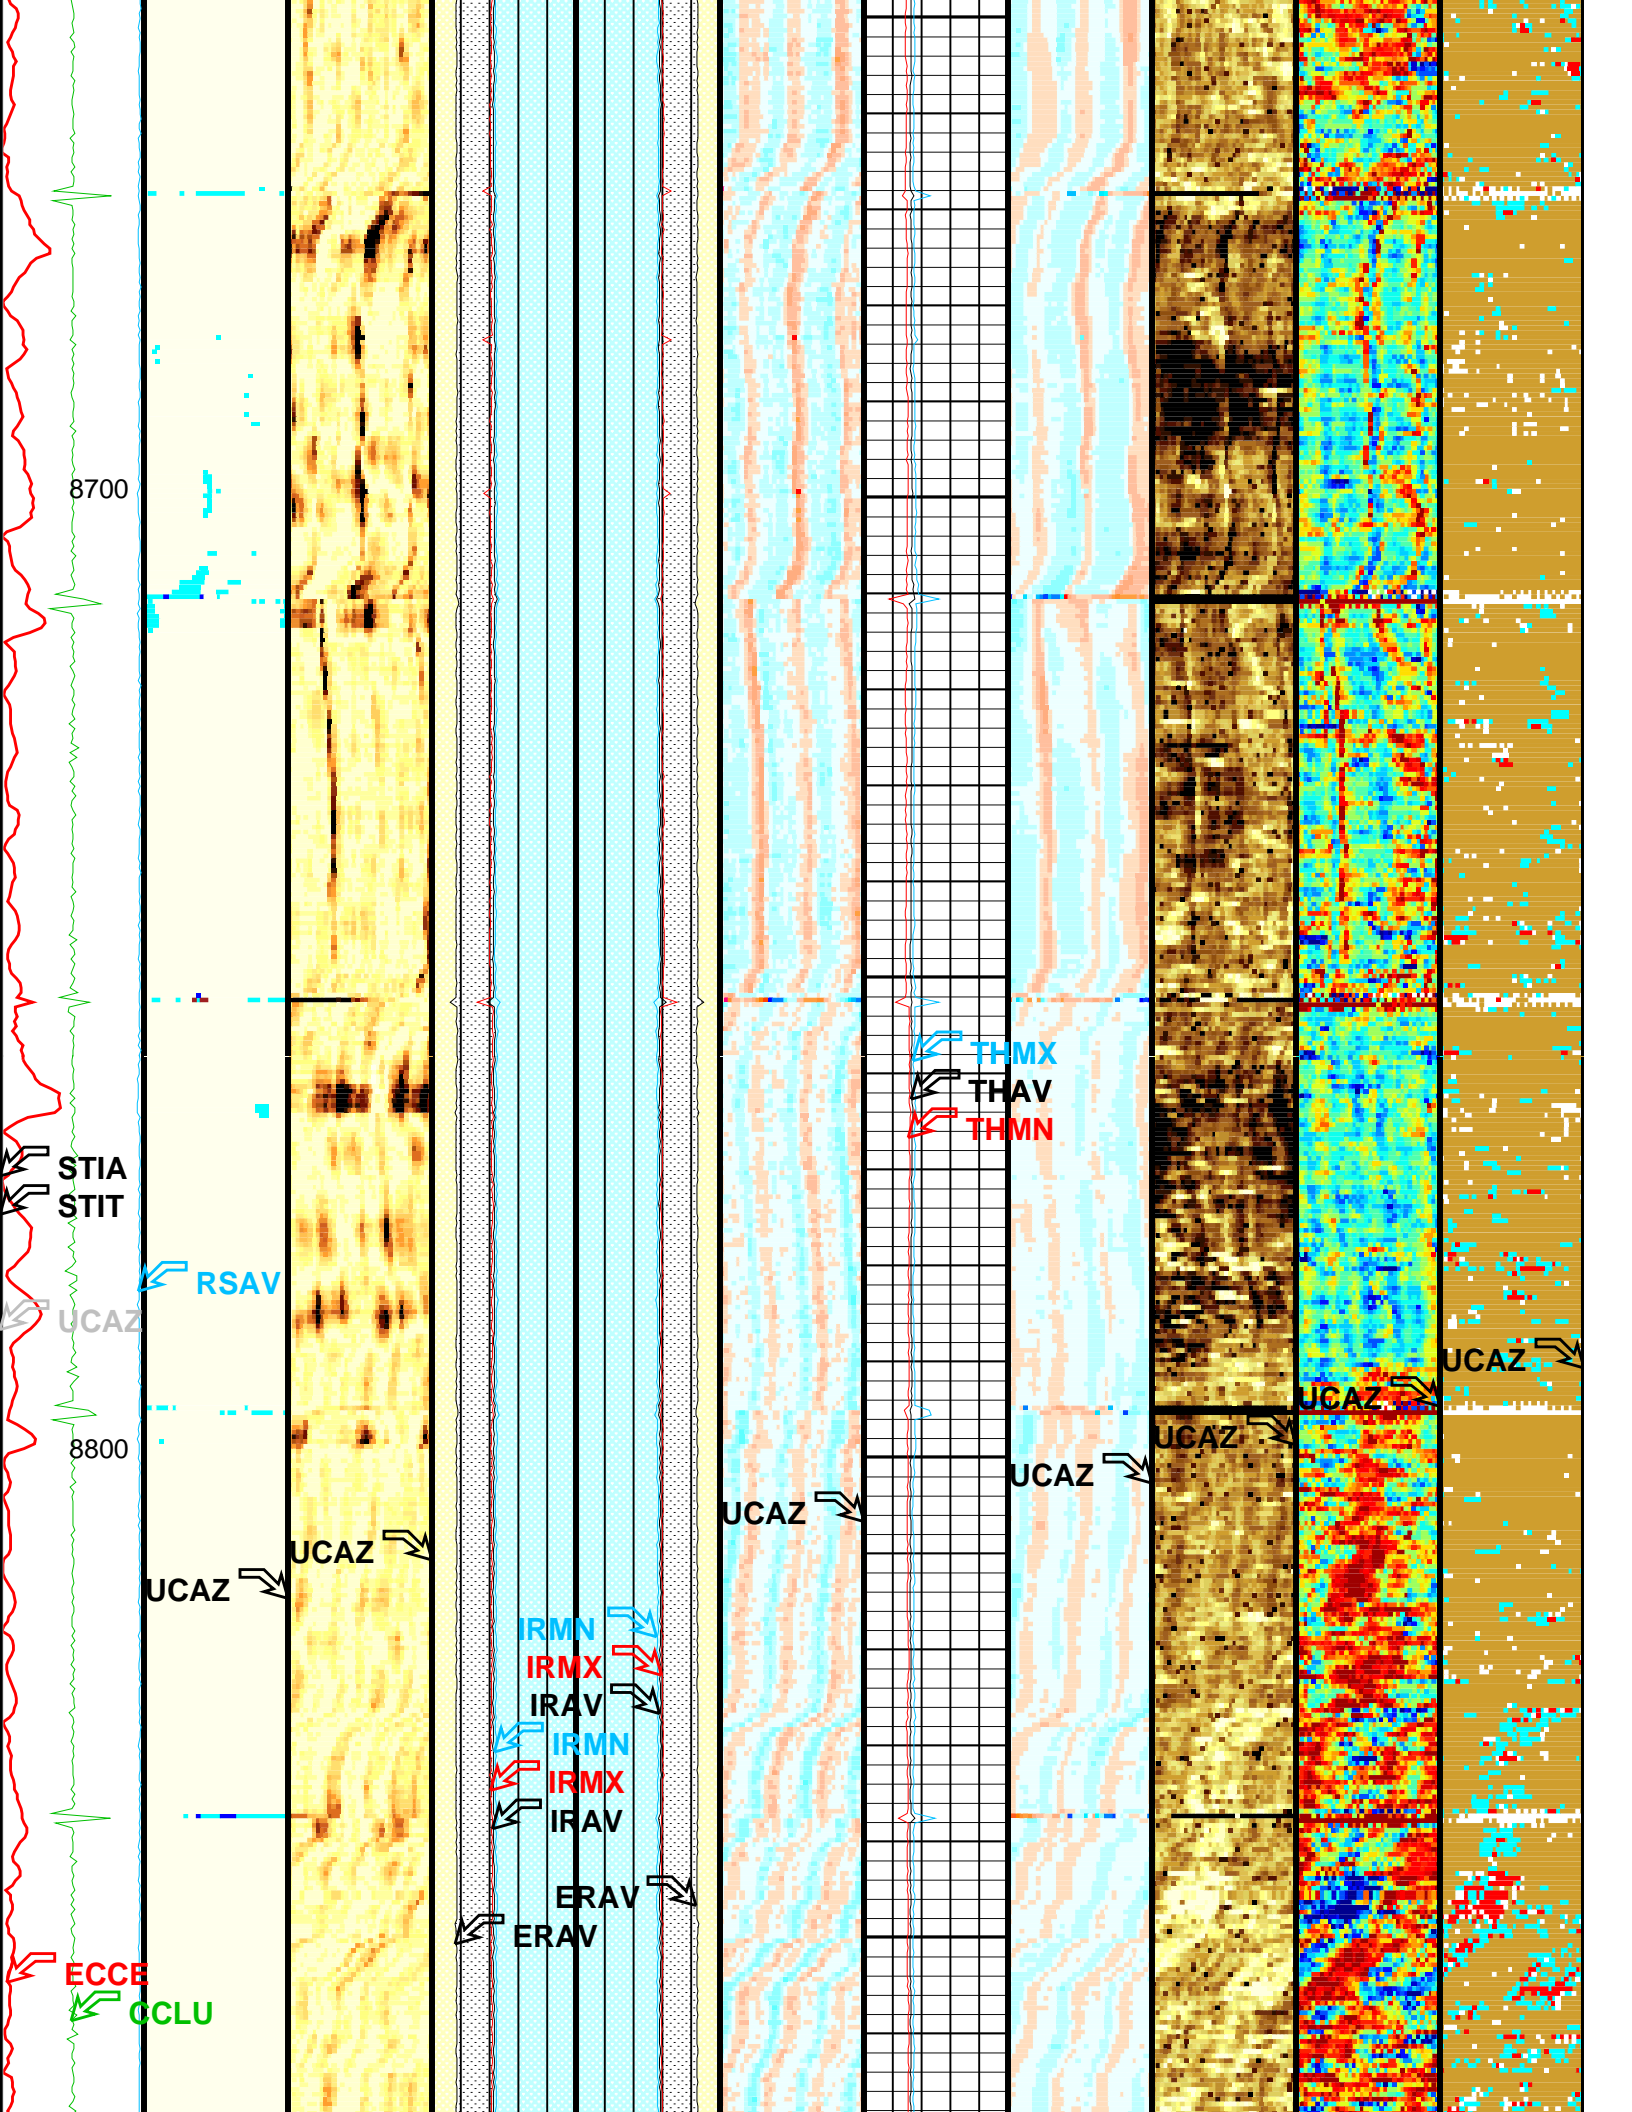 8700
THMX
THAV
THMN
STIA
STIT
RSAV
UCAZ
UCAZ
UCAZ
UCAZ
8800
UCAZ
UCAZ
UCAZ
UCAZ
IRMN
IRMX
IRAV
IRMN
IRMX
IRAV
ERAV
ERAV
ECCE
CCLU